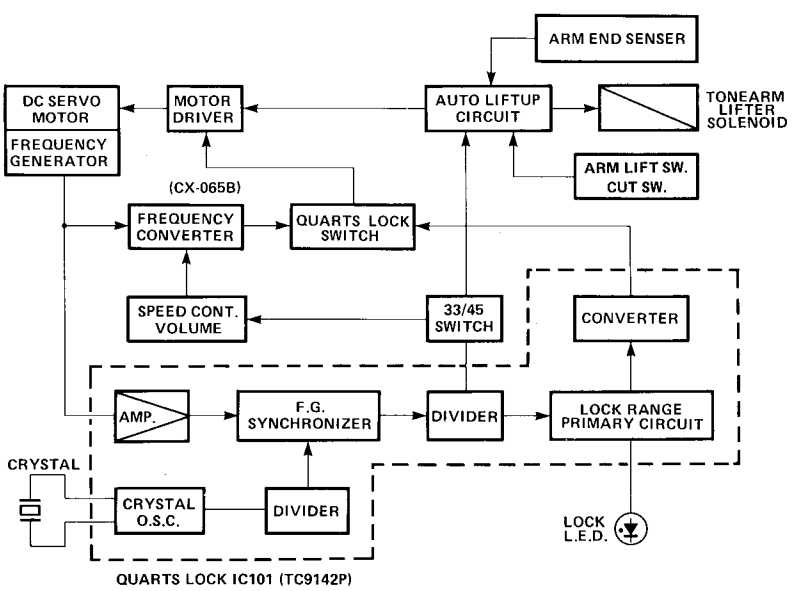 ARM END SENSER
DC SERVO
MOTOR
MOTOR
DRIVER
AUTO LIFTUP
CIRCUIT
TONEARM
LIFTER
SOLENOID
FREQUENCY
GENERATOR
ARM LIFT SW.
CUT SW.
(CX-065B)
FREQUENCY
CONVERTER
QUARTS LOCK
SWITCH
SPEED CONT.
VOLUME
33/45
SWITCH
CONVERTER
AMP.
F.G.
SYNCHRONIZER
DIVIDER
LOCK RANGE
PRIMARY CIRCUIT
CRYSTAL
CRYSTAL
O.S.C.
DIVIDER
LOCK
L.E.D.
QUARTS LOCK IC101 (TC9142P)